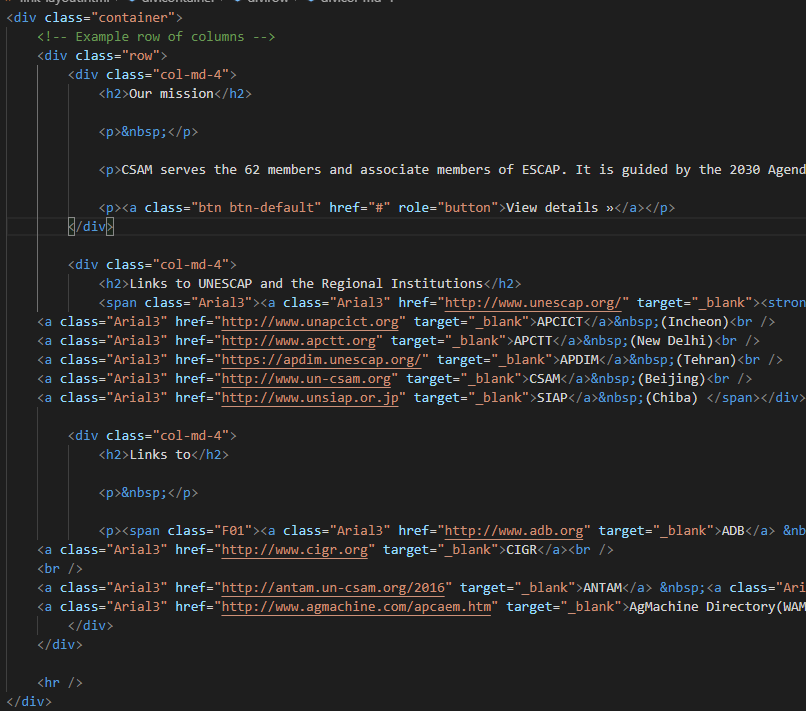 <div class="container">
<!-- Example row of columns -->
<div class="row">
<div class="col-md-4">
<h2>Our mission</h2>
<p>&nbsp;</p>
<p>CSAM serves the 62 members and associate members of ESCAP. It is guided by the 2030 Agend
<p><a class="btn btn-default" href="#" role="button">View details »</a></p>
</div>
<div class="col-md-4">
<h2>Links to UNESCAP and the Regional Institutions</h2>
<span class="Arial3"><a class="Arial3" href="http://www.unescap.org/" target="_blank"><stron
<a class="Arial3" href="http://www.unapcict.org" target="_blank">APCICT</a>&nbsp;(Incheon)<br />
<a class="Arial3" href="http://www.apctt.org" target="_blank">APCTT</a>&nbsp;(New Delhi)<br />
<a class="Arial3" href="https://apdim.unescap.org/" target="_blank">APDIM</a>&nbsp;(Tehran)<br />
<a class="Arial3" href="http://www.un-csam.org" target="_blank">CSAM</a>&nbsp;(Beijing)<br />
<a class="Arial3" href="http://www.unsiap.or.jp" target="_blank">SIAP</a>&nbsp;(Chiba) </span></div>
<div class="col-md-4">
<h2>Links to</h2>
<p>&nbsp;</p>
<p><span class="F01"><a class="Arial3" href="http://www.adb.org" target="_blank">ADB</a> &nb
<a class="Arial3" href="http://www.cigr.org" target="_blank">CIGR</a><br />
<br />
<a class="Arial3" href="http://antam.un-csam.org/2016" target="_blank">ANTAM</a> &nbsp;<a class="Ari
<a class="Arial3" href="http://www.agmachine.com/apcaem.htm" target="_blank">AgMachine Directory(WAM
</div>
</div>
<hr />
</div>